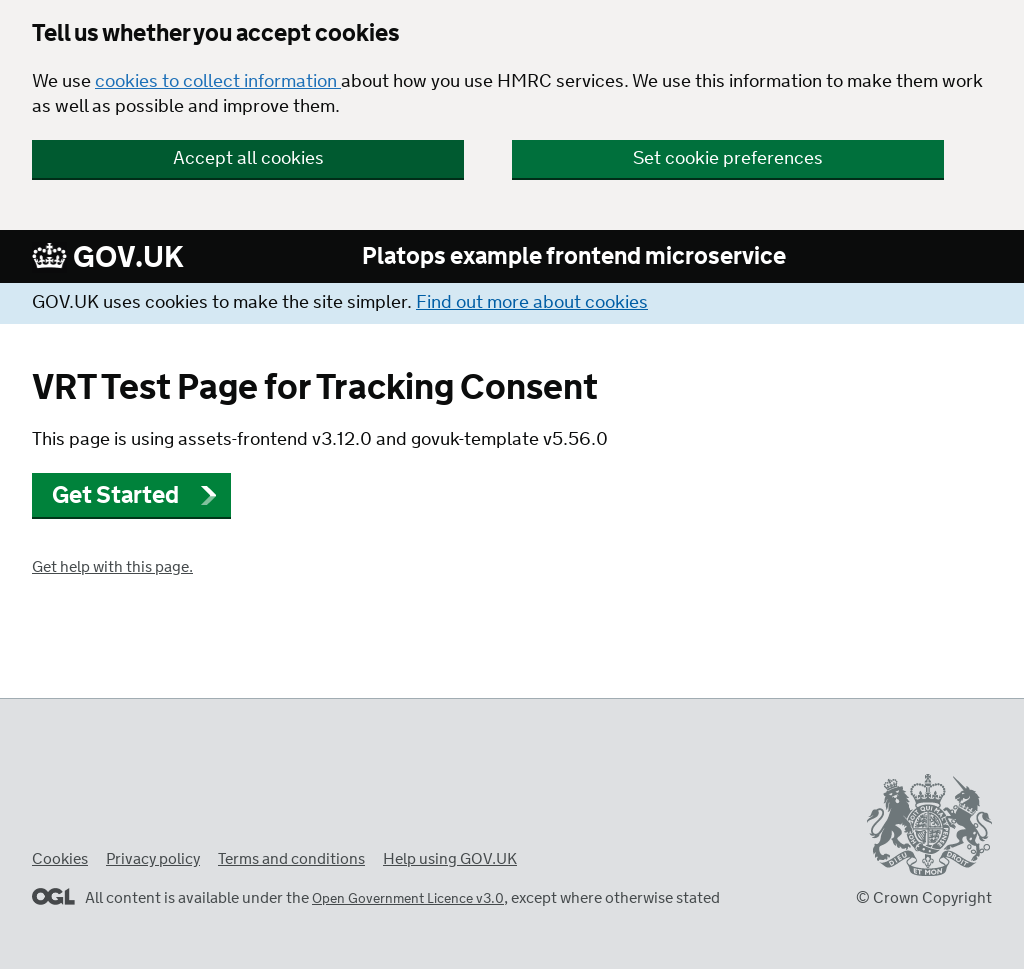 Tell us whether you accept cookies
We use cookies to collect information about how you use HMRC services. We use this information to make them work
as well as possible and improve them.
Accept all cookies
Set cookie preferences
GOV.UK
Platops example frontend microservice
GOV.UK uses cookies to make the site simpler. Find out more about cookies
VRT Test Page for Tracking Consent
This page is using assets-frontend v3.12.0 and govuk-template v5.56.0
Get Started
Get help with this page.
Cookies Privacy policy Terms and conditions Help using GOV.UK
OGL All content is available under the Open Government Licence v3.0, except where otherwise stated
DIEU ET MON DROIT
© Crown Copyright